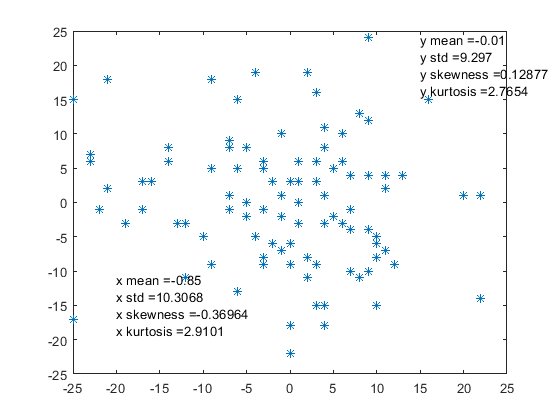 25
20
15
10
5
0
-5
-10
-15
-20
-25
y mean =-0.01
y std =9.297
y skewness =0.12877
y kurtosis =2.7654
x mean =-0.85
x std =10.3068
x skewness =-0.36964
x kurtosis =2.9101
-25 -20 -15 -10 -5 0 5 10 15 20 25